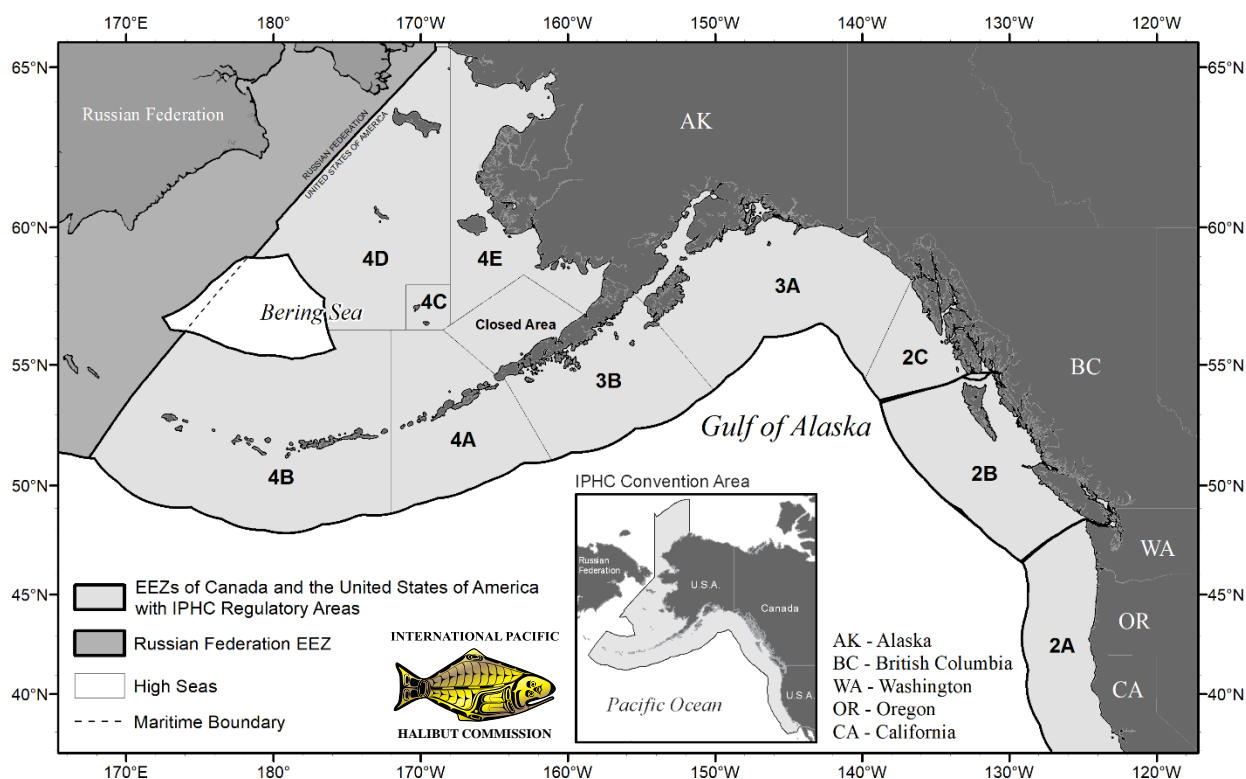 170°E 180° 170°W 160°W 150°W 140°W 130°W 120°W
65°N 65°N
Russian Federation
RUSSIAN FEDERATION
UNITED STATES OF AMERICA
AK
60°N 60°N
4D 4E
3A
4C
Bering Sea
Closed Area
55°N 55°N
2C
BC
3B
Gulf of Alaska
4A
4B
50°N 50°N
2B
IPHC Convention Area
WA
Russian
Federation
U.S.A.
Canada
U.S.A.
Pacific Ocean
45°N 45°N
OR
2A
CA
40°N 40°N
EEZs of Canada and the United States of America
with IPHC Regulatory Areas
Russian Federation EEZ
High Seas
Maritime Boundary
INTERNATIONAL PACIFIC
HALIBUT COMMISSION
AK - Alaska
BC - British Columbia
WA - Washington
OR - Oregon
CA - California
170°E 180° 170°W 160°W 150°W 140°W 130°W 120°W